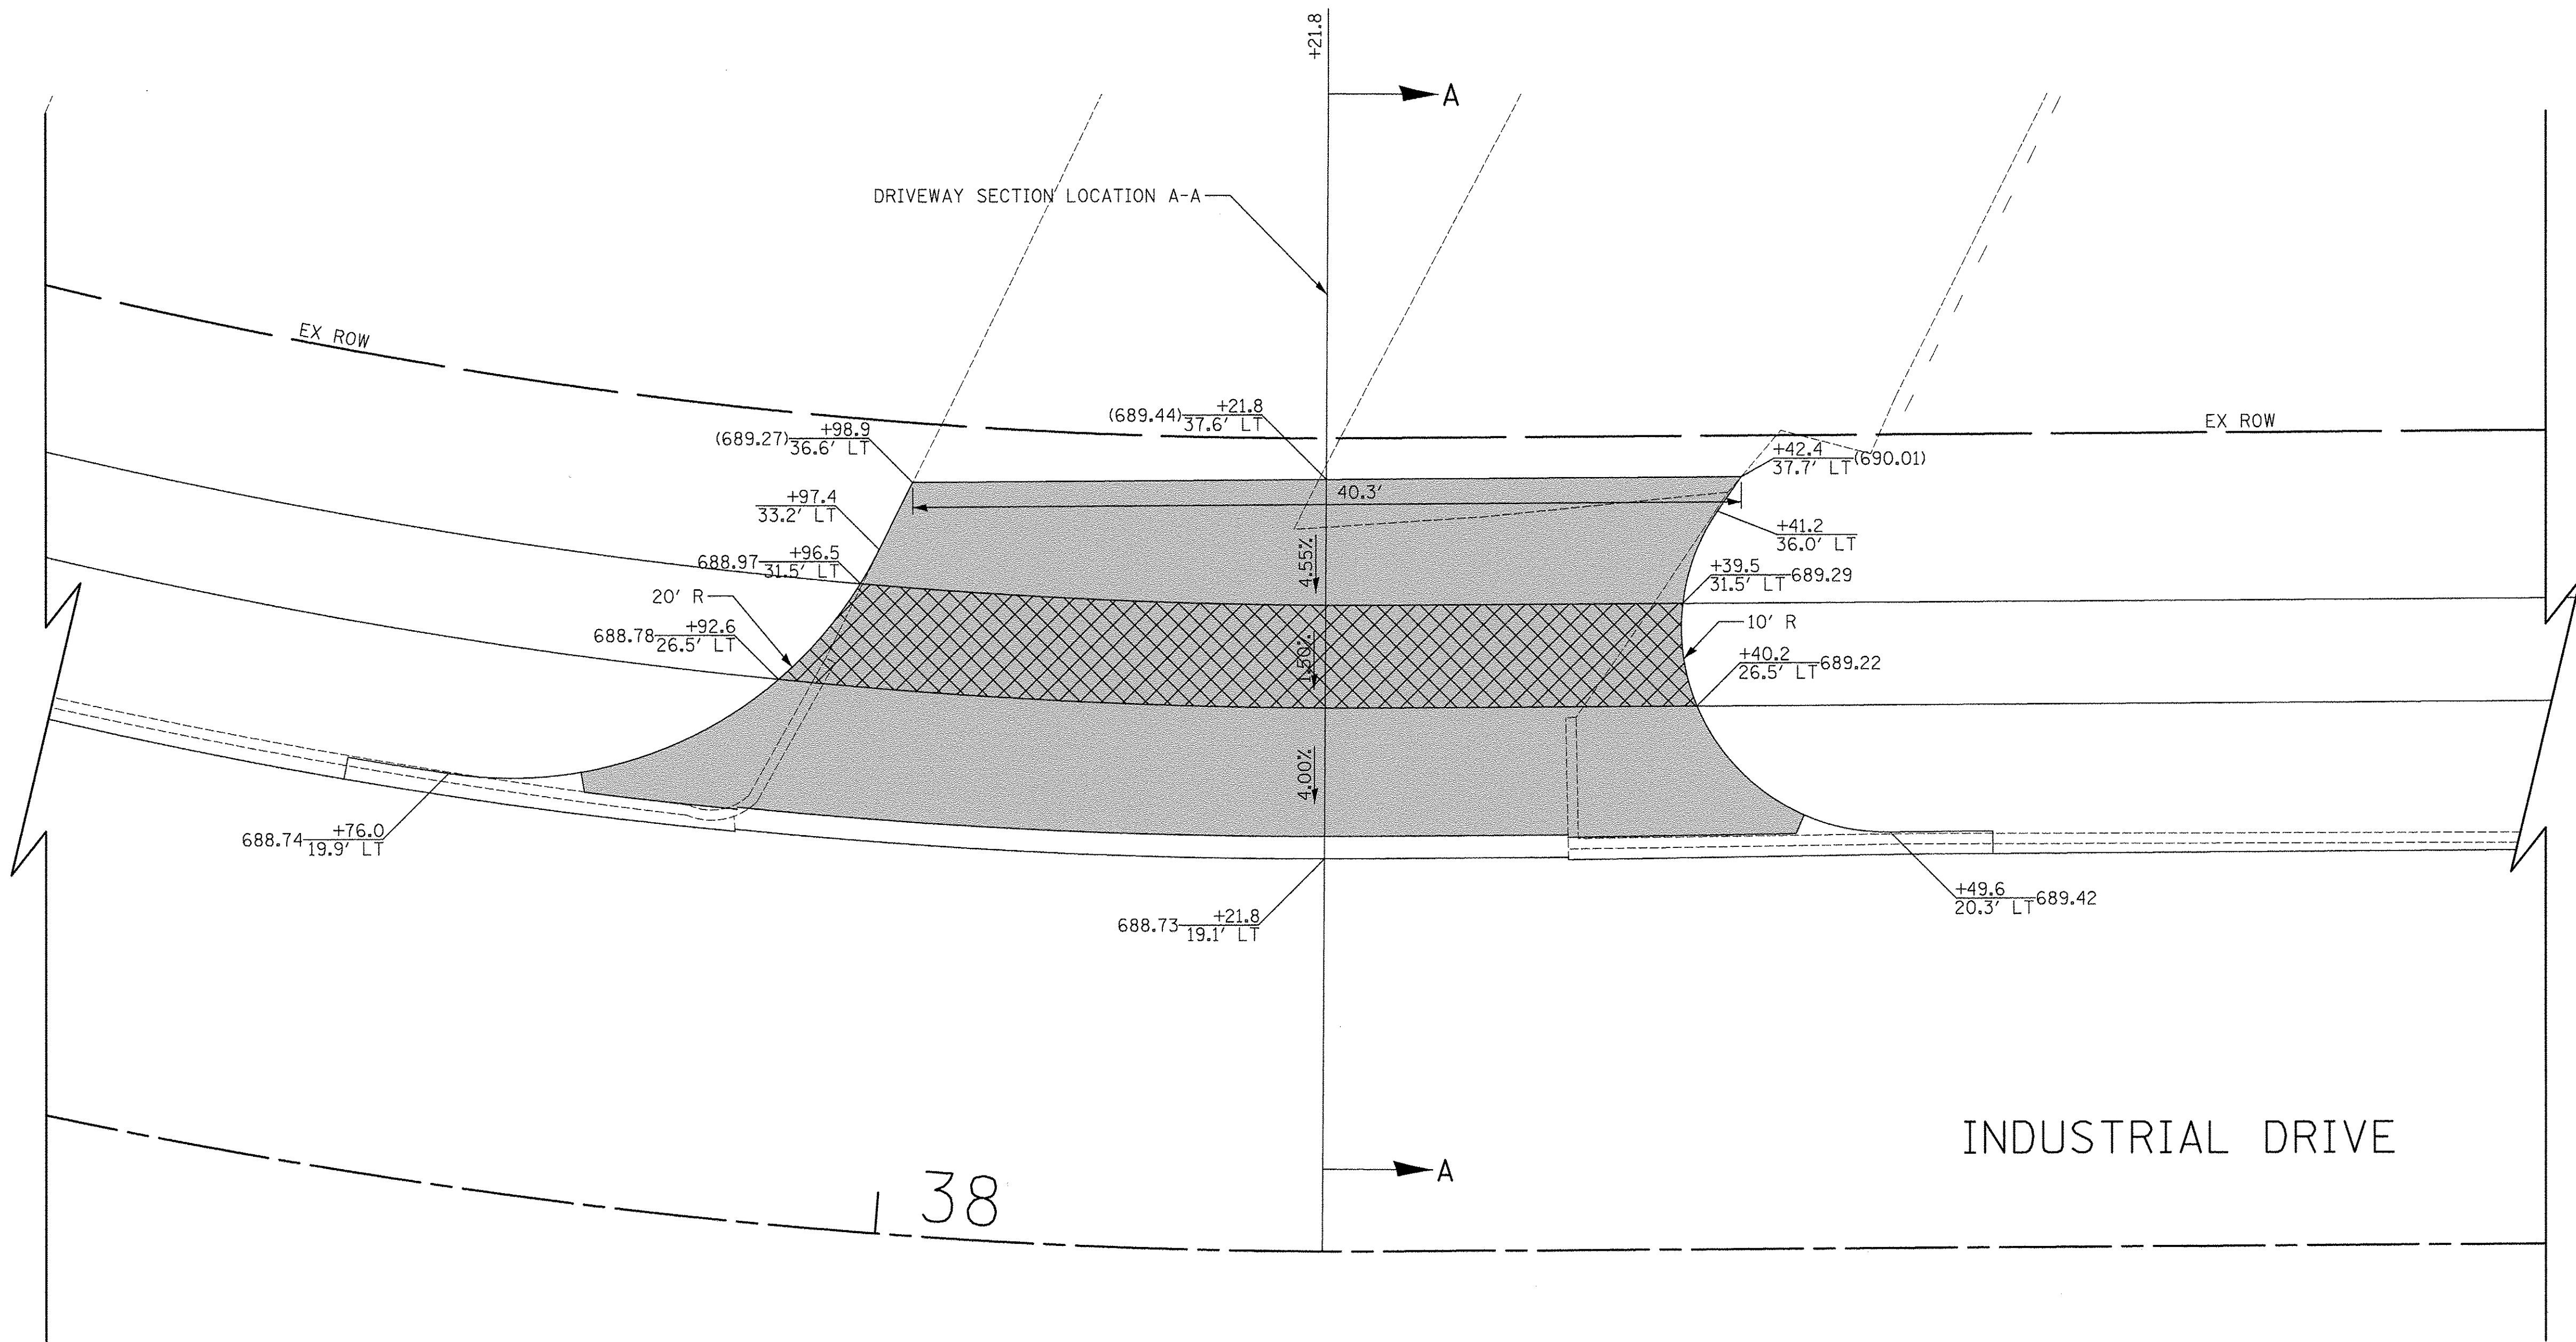 +21.8
A
DRIVEWAY SECTION LOCATION A-A
EX ROW
EX ROW
(689.44) +21.8
37.6' LT
(689.27) +98.9
36.6' LT
+42.4
37.7' LT (690.01)
40.3'
+97.4
33.2' LT
+41.2
36.0' LT
4.55%
688.97 +96.5
31.5' LT
+39.5
31.5' LT 689.29
20' R
10' R
688.78 +92.6
26.5' LT
1.50%
+40.2
26.5' LT 689.22
4.00%
688.74 +76.0
19.9' LT
+49.6
20.3' LT 689.42
688.73 +21.8
19.1' LT
INDUSTRIAL DRIVE
A
38